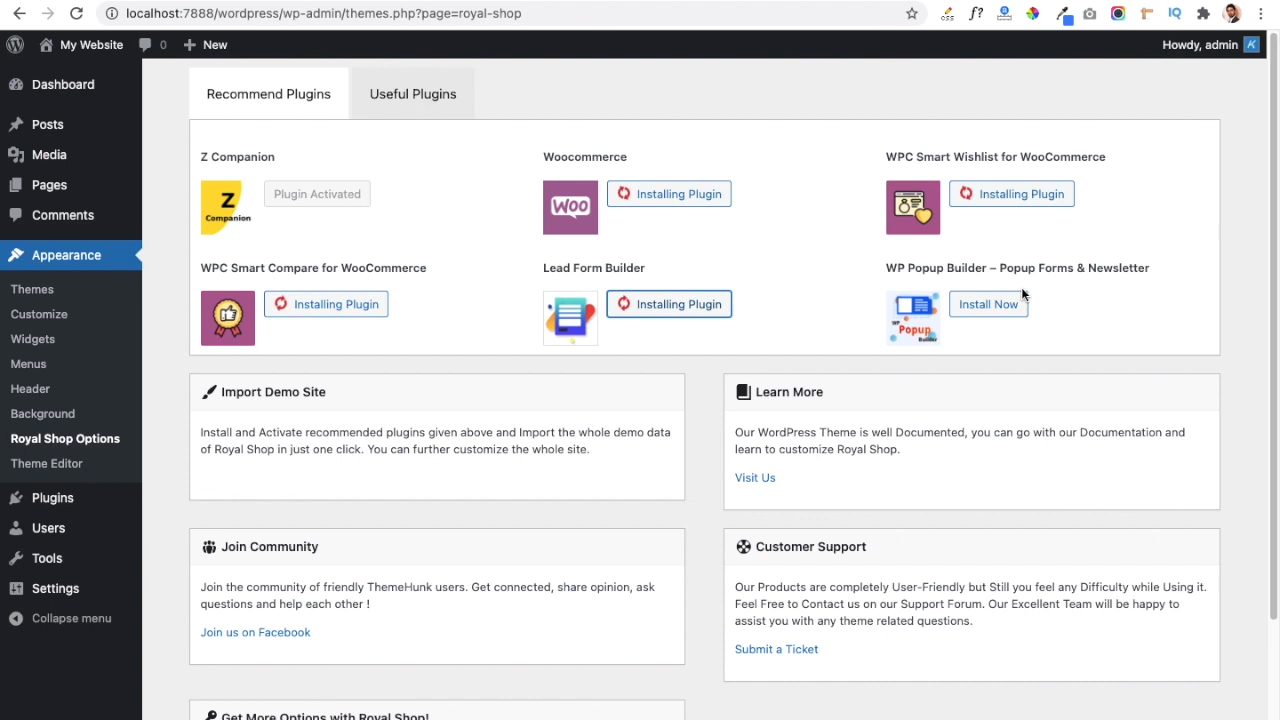 localhost:7888/wordpress/wp-admin/themes.php?page=royal-shop
My Website
0
New
Howdy, admin
Dashboard
Posts
Media
Pages
Comments
Appearance
Themes
Customize
Widgets
Menus
Header
Background
Royal Shop Options
Theme Editor
Plugins
Users
Tools
Settings
Collapse menu
Recommend Plugins
Useful Plugins
Z Companion
Z
Companion
Plugin Activated
Woocommerce
Woo
Installing Plugin
WPC Smart Wishlist for WooCommerce
Installing Plugin
WPC Smart Compare for WooCommerce
Installing Plugin
Lead Form Builder
Installing Plugin
WP Popup Builder – Popup Forms & Newsletter
WP
Popup
Builder
Install Now
Import Demo Site
Install and Activate recommended plugins given above and Import the whole demo data
of Royal Shop in just one click. You can further customize the whole site.
Learn More
Our WordPress Theme is well Documented, you can go with our Documentation and
learn to customize Royal Shop.
Visit Us
Join Community
Join the community of friendly ThemeHunk users. Get connected, share opinion, ask
questions and help each other !
Join us on Facebook
Customer Support
Our Products are completely User-Friendly but Still you feel any Difficulty while Using it.
Feel Free to Contact us on our Support Forum. Our Excellent Team will be happy to
assist you with any theme related questions.
Submit a Ticket
Get More Options with Royal Shop!